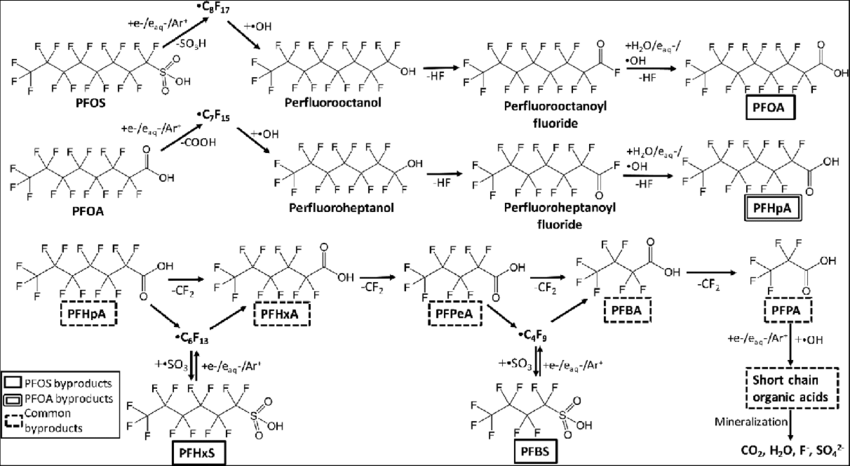 •C₈F₁₇
+e-/eaq-/Ar⁺
-SO₃H
+•OH
PFOS
Perfluorooctanol
-HF
Perfluorooctanoyl
fluoride
+H₂O/eaq-/
•OH
-HF
PFOA
•C₇F₁₅
+e-/eaq-/Ar⁺
-COOH
+•OH
PFOA
Perfluoroheptanol
-HF
Perfluoroheptanoyl
fluoride
+H₂O/eaq-/
•OH
-HF
PFHpA
PFHpA
-CF₂
PFHxA
-CF₂
PFPeA
-CF₂
PFBA
-CF₂
PFPA
•C₆F₁₃
+•SO₃
+e-/eaq-/Ar⁺
PFHxS
•C₄F₉
+•SO₃
+e-/eaq-/Ar⁺
PFBS
+e-/eaq-/Ar⁺
+•OH
Short chain
organic acids
Mineralization
CO₂, H₂O, F⁻, SO₄²⁻
PFOS byproducts
PFOA byproducts
Common
byproducts